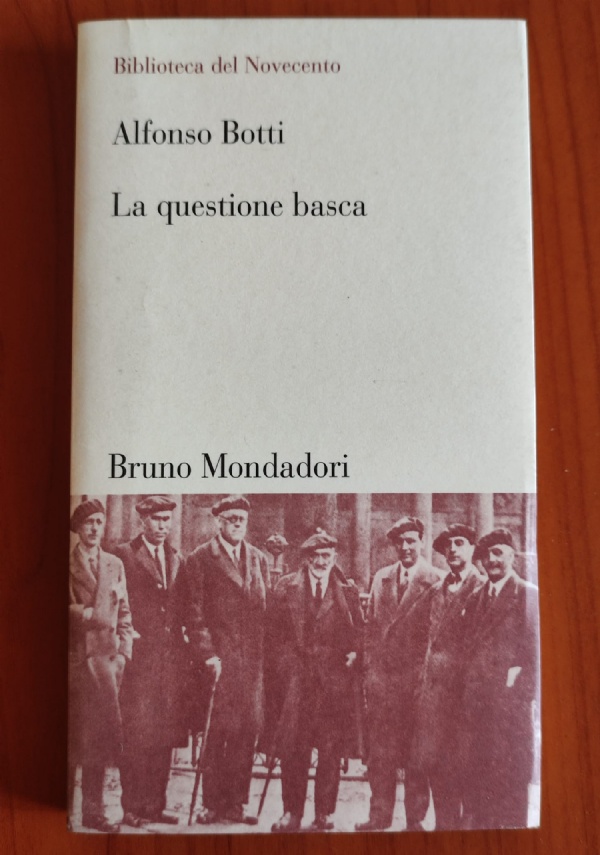 Biblioteca del Novecento
Alfonso Botti
La questione basca
Bruno Mondadori